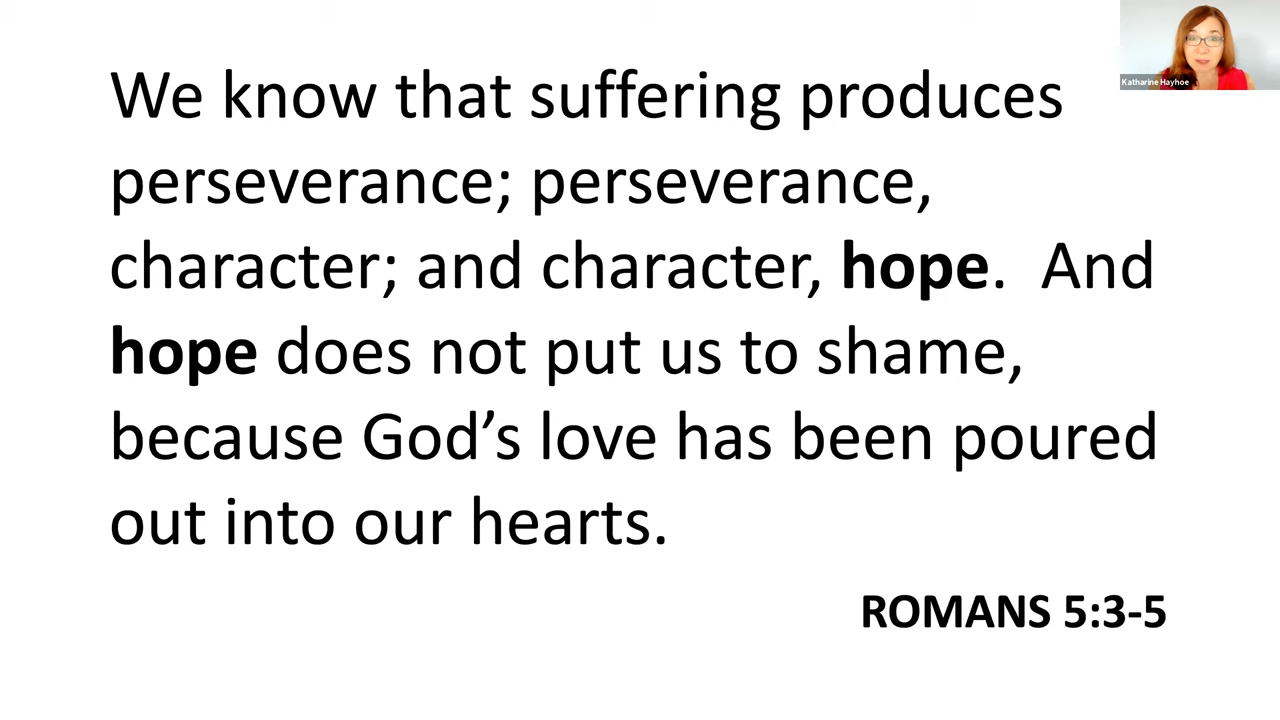 We know that suffering produces
perseverance; perseverance,
character; and character, hope.  And
hope does not put us to shame,
because God’s love has been poured
out into our hearts.
ROMANS 5:3-5
Katharine Hayhoe